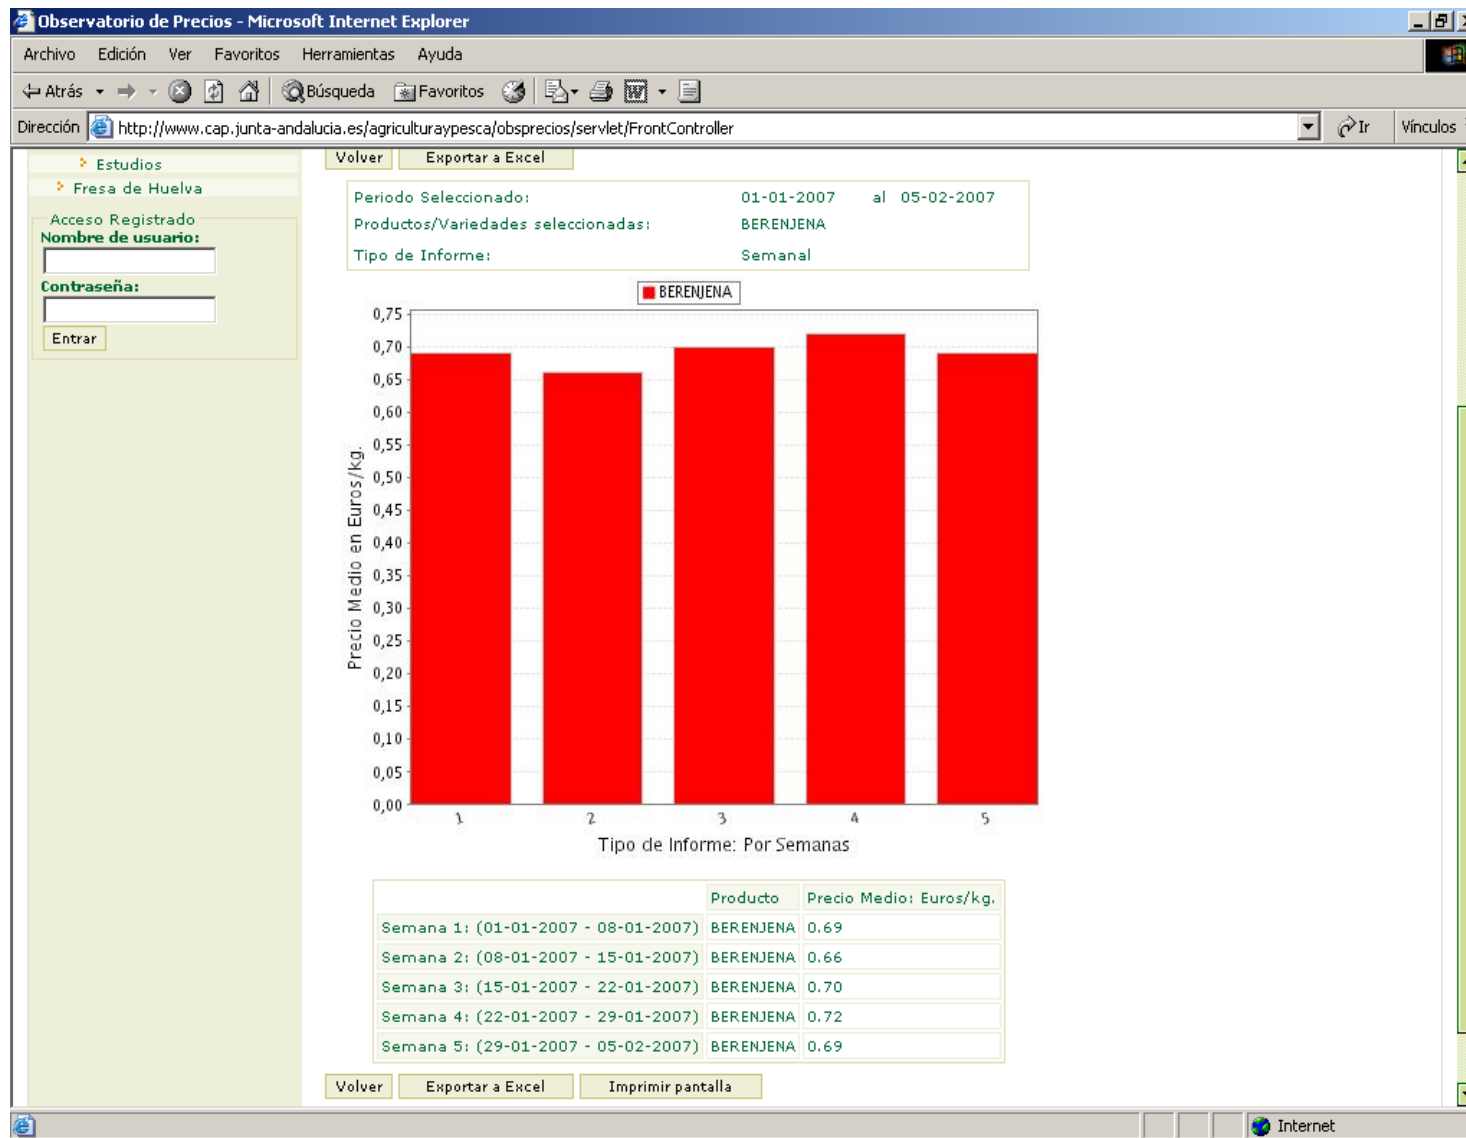 Observatorio de Precios - Microsoft Internet Explorer
Archivo Edición Ver Favoritos Herramientas Ayuda
Atrás Búsqueda Favoritos
Dirección http://www.cap.junta-andalucia.es/agriculturaypesca/obsprecios/servlet/FrontController Ir Vínculos
Estudios
Fresa de Huelva
Acceso Registrado
Nombre de usuario:
Contraseña:
Entrar
Volver Exportar a Excel
Periodo Seleccionado: 01-01-2007 al 05-02-2007
Productos/Variedades seleccionadas: BERENJENA
Tipo de Informe: Semanal
BERENJENA
0,75
0,70
0,65
0,60
0,55
0,50
0,45
0,40
0,35
0,30
0,25
0,20
0,15
0,10
0,05
0,00
Precio Medio en Euros/kg.
1 2 3 4 5
Tipo de Informe: Por Semanas
Producto Precio Medio: Euros/kg.
Semana 1: (01-01-2007 - 08-01-2007) BERENJENA 0.69
Semana 2: (08-01-2007 - 15-01-2007) BERENJENA 0.66
Semana 3: (15-01-2007 - 22-01-2007) BERENJENA 0.70
Semana 4: (22-01-2007 - 29-01-2007) BERENJENA 0.72
Semana 5: (29-01-2007 - 05-02-2007) BERENJENA 0.69
Volver Exportar a Excel Imprimir pantalla
Internet